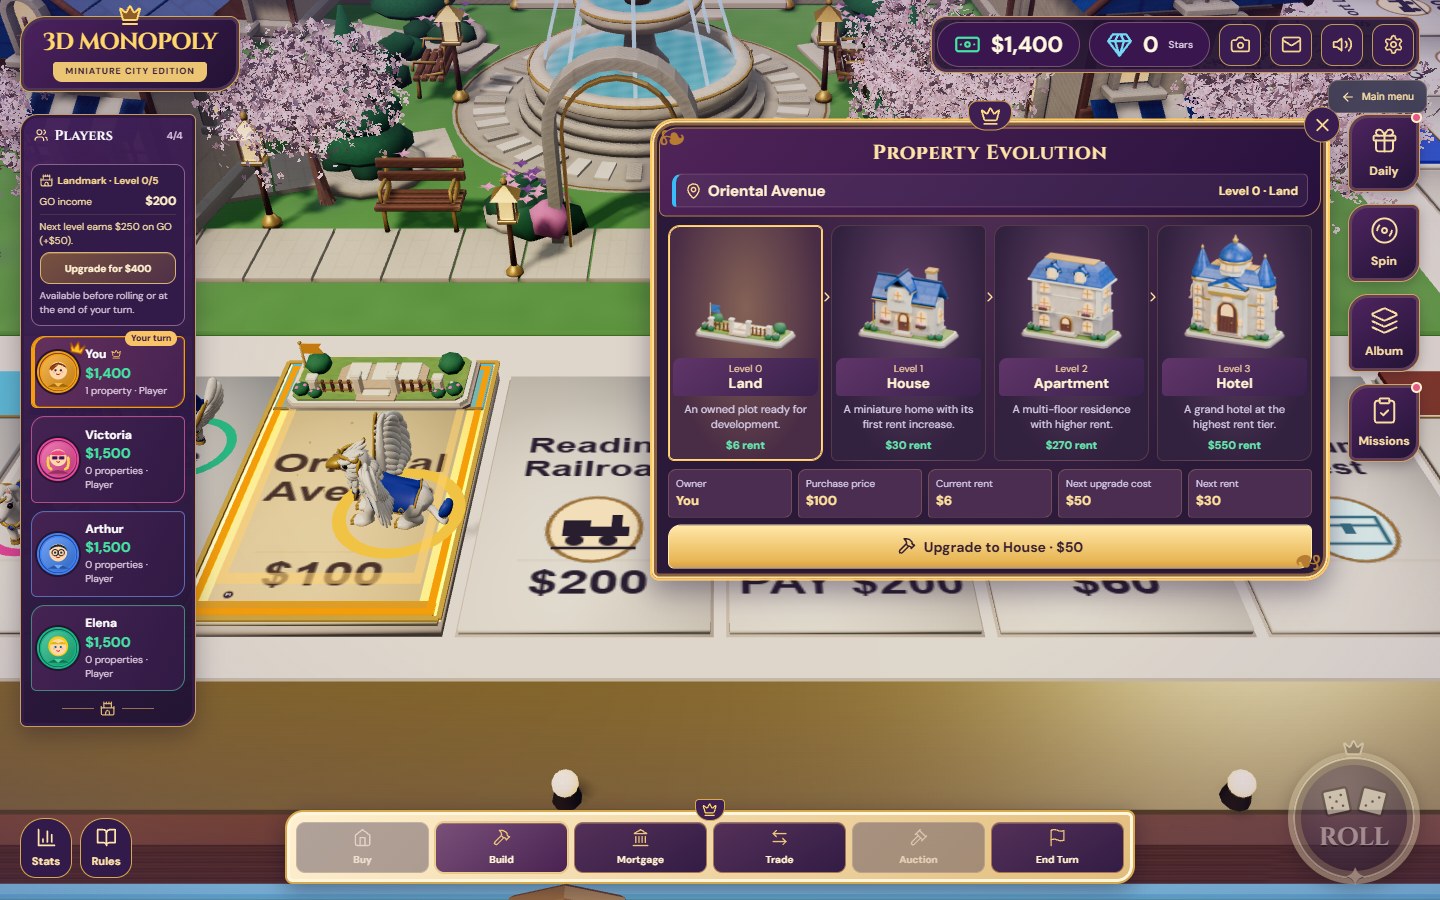 3D MONOPOLY
MINIATURE CITY EDITION
$1,400
0 Stars
Main menu
PLAYERS 4/4
Landmark · Level 0/5
GO income $200
Next level earns $250 on GO
(+$50).
Upgrade for $400
Available before rolling or at
the end of your turn.
Your turn
You
$1,400
1 property · Player
Victoria
$1,500
0 properties ·
Player
Arthur
$1,500
0 properties ·
Player
Elena
$1,500
0 properties ·
Player
PROPERTY EVOLUTION
Oriental Avenue Level 0 · Land
Level 0
Land
An owned plot ready for
development.
$6 rent
Level 1
House
A miniature home with its
first rent increase.
$30 rent
Level 2
Apartment
A multi-floor residence
with higher rent.
$270 rent
Level 3
Hotel
A grand hotel at the
highest rent tier.
$550 rent
Owner
You
Purchase price
$100
Current rent
$6
Next upgrade cost
$50
Next rent
$30
Upgrade to House · $50
Daily
Spin
Album
Missions
$100
Railroa
$200
PAY $200
$60
Stats
Rules
Buy
Build
Mortgage
Trade
Auction
End Turn
ROLL